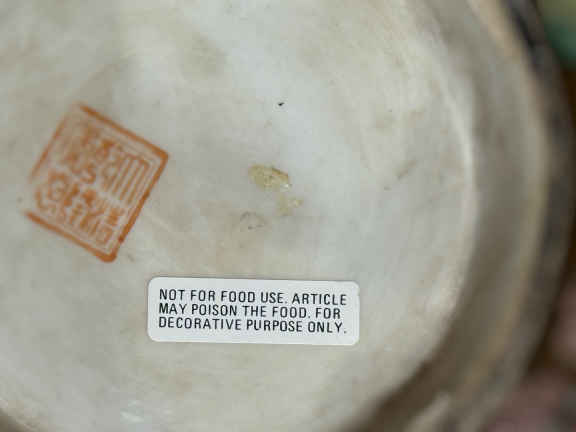 NOT FOR FOOD USE. ARTICLE
MAY POISON THE FOOD. FOR
DECORATIVE PURPOSE ONLY.